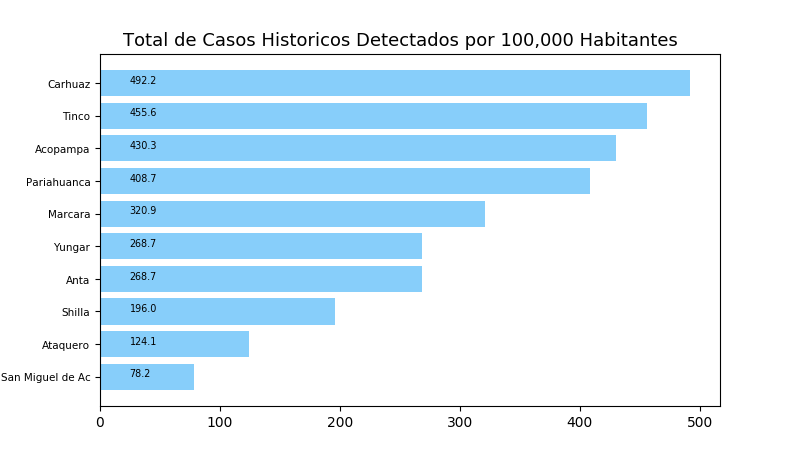 Total de Casos Historicos Detectados por 100,000 Habitantes
Carhuaz 492.2
Tinco 455.6
Acopampa 430.3
Pariahuanca 408.7
Marcara 320.9
Yungar 268.7
Anta 268.7
Shilla 196.0
Ataquero 124.1
San Miguel de Ac 78.2
0 100 200 300 400 500